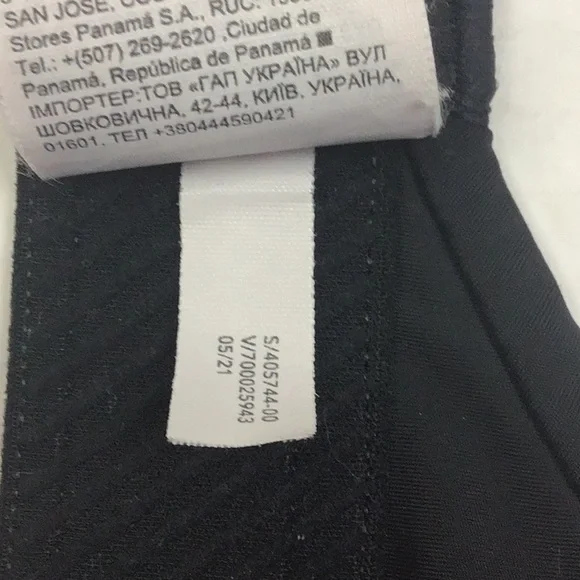 SAN JOSE,
Stores Panamá S.A., RUC:
Tel.: +(507) 269-2620 ,Ciudad de
Panamá, República de Panamá
ІМПОРТЕР:ТОВ «ГАП УКРАЇНА» ВУЛ
ШОВКОВИЧНА, 42-44, КИЇВ. УКРАЇНА,
01601. ТЕЛ +380444590421
S/405744-00
V/700025943
05/21